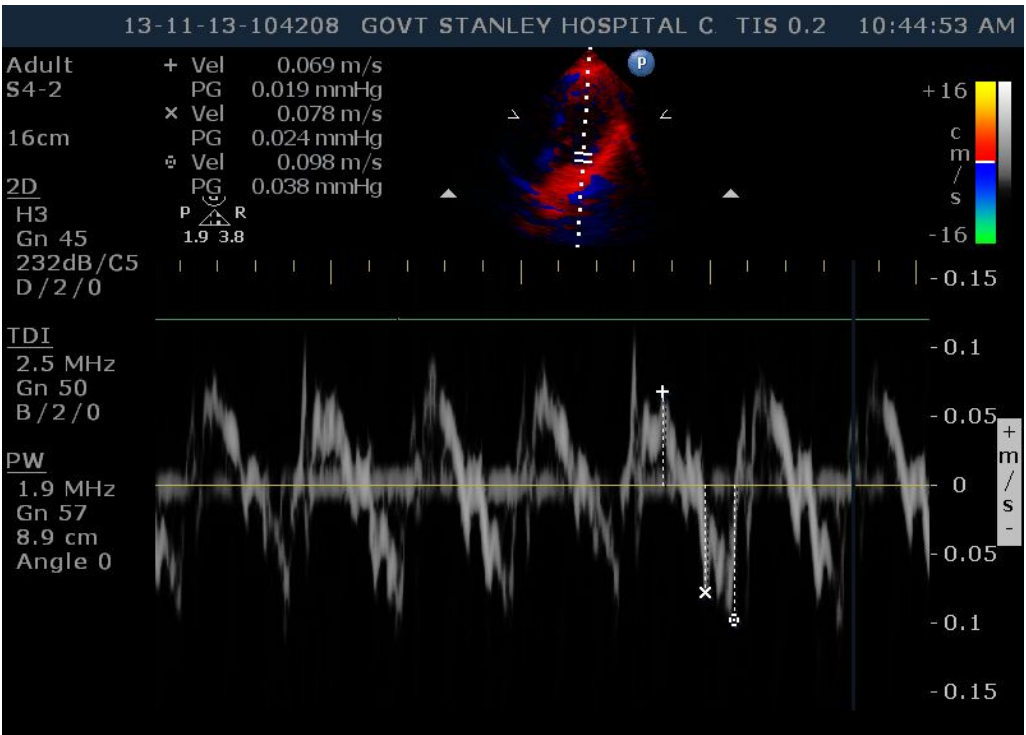 13-11-13-104208 GOVT STANLEY HOSPITAL C TIS 0.2 10:44:53 AM
Adult
S4-2
16cm
2D
H3
Gn 45
232dB/C5
D/2/0
TDI
2.5 MHz
Gn 50
B/2/0
PW
1.9 MHz
Gn 57
8.9 cm
Angle 0
+ Vel 0.069 m/s
PG 0.019 mmHg
× Vel 0.078 m/s
PG 0.024 mmHg
Vel 0.098 m/s
PG 0.038 mmHg
P R
1.9 3.8
P
+16
c
m
/
s
-16
- 0.15
- 0.1
- 0.05
- 0
- 0.05
- 0.1
- 0.15
+
m
/
s
-